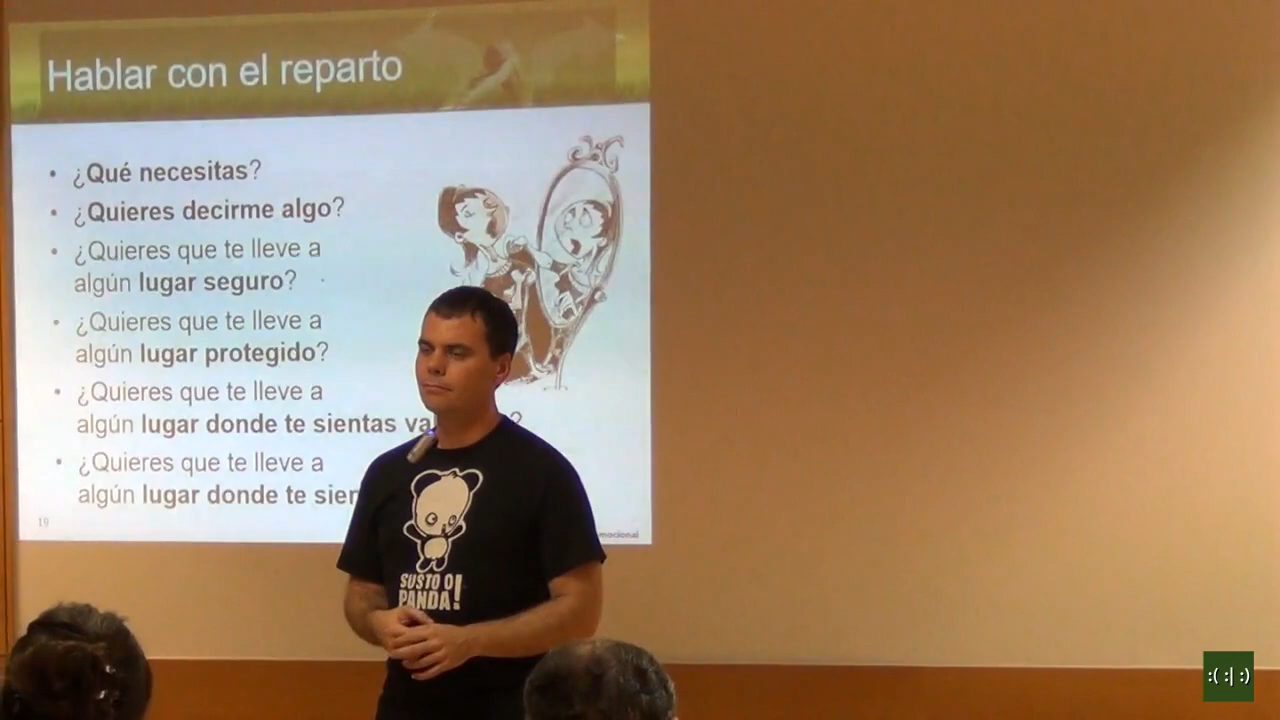 Hablar con el reparto
• ¿Qué necesitas?
• ¿Quieres decirme algo?
• ¿Quieres que te lleve a
algún lugar seguro?
• ¿Quieres que te lleve a
algún lugar protegido?
• ¿Quieres que te lleve a
algún lugar donde te sientas ?
• ¿Quieres que te lleve a
algún lugar donde te
19
SUSTO O
PANDA!
:( :| :)